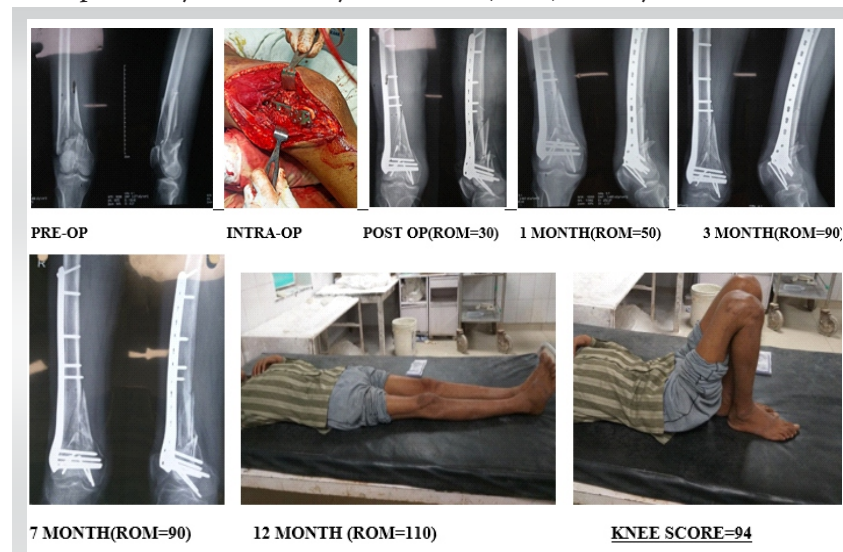 PRE-OP
INTRA-OP
POST OP(ROM=30)
1 MONTH(ROM=50)
3 MONTH(ROM=90)
R
7 MONTH(ROM=90)
12 MONTH (ROM=110)
KNEE SCORE=94